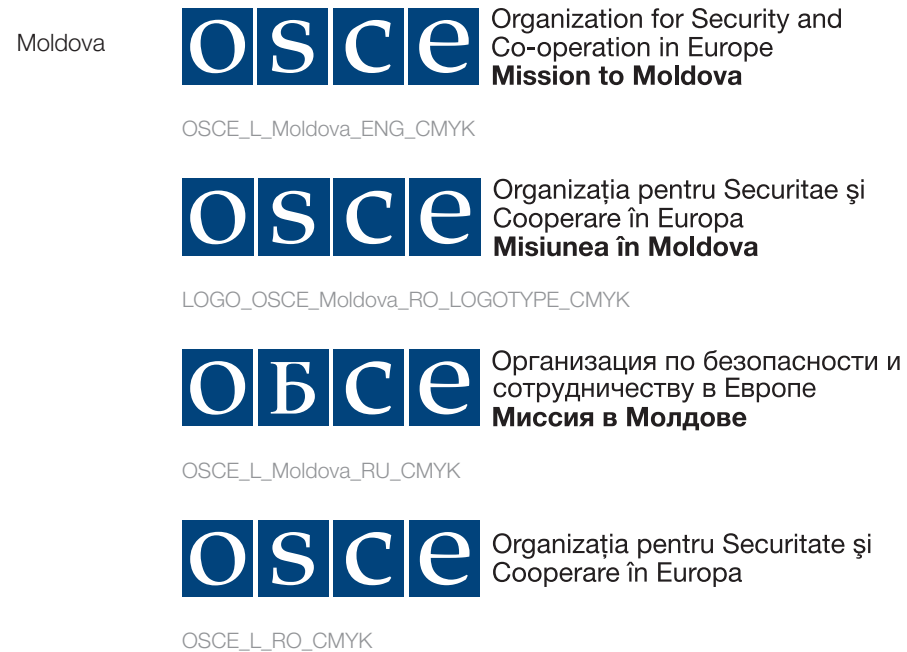 Moldova
osce
Organization for Security and
Co-operation in Europe
Mission to Moldova
OSCE_L_Moldova_ENG_CMYK
osce
Organizaţia pentru Securitae şi
Cooperare în Europa
Misiunea în Moldova
LOGO_OSCE_Moldova_RO_LOGOTYPE_CMYK
обсе
Организация по безопасности и
сотрудничеству в Европе
Миссия в Молдове
OSCE_L_Moldova_RU_CMYK
osce
Organizaţia pentru Securitate şi
Cooperare în Europa
OSCE_L_RO_CMYK